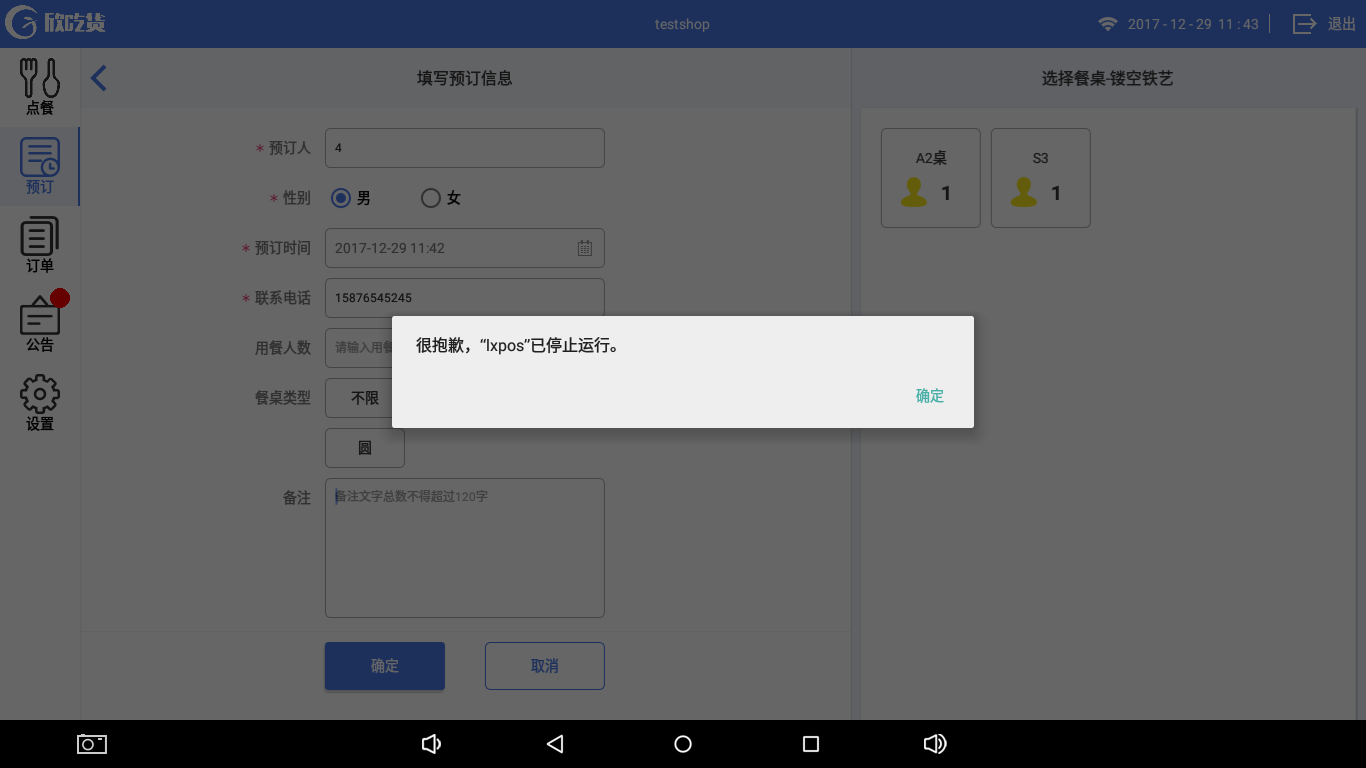 欣吃货
testshop
2017 - 12 - 29 11 : 43
退出
点餐
预订
订单
公告
设置
填写预订信息
* 预订人
4
* 性别
男
女
* 预订时间
2017-12-29 11:42
* 联系电话
15876545245
用餐人数
请输入用餐
餐桌类型
不限
圆
备注
备注文字总数不得超过120字
确定
取消
选择餐桌-镂空铁艺
A2桌
1
S3
1
很抱歉，“lxpos”已停止运行。
确定